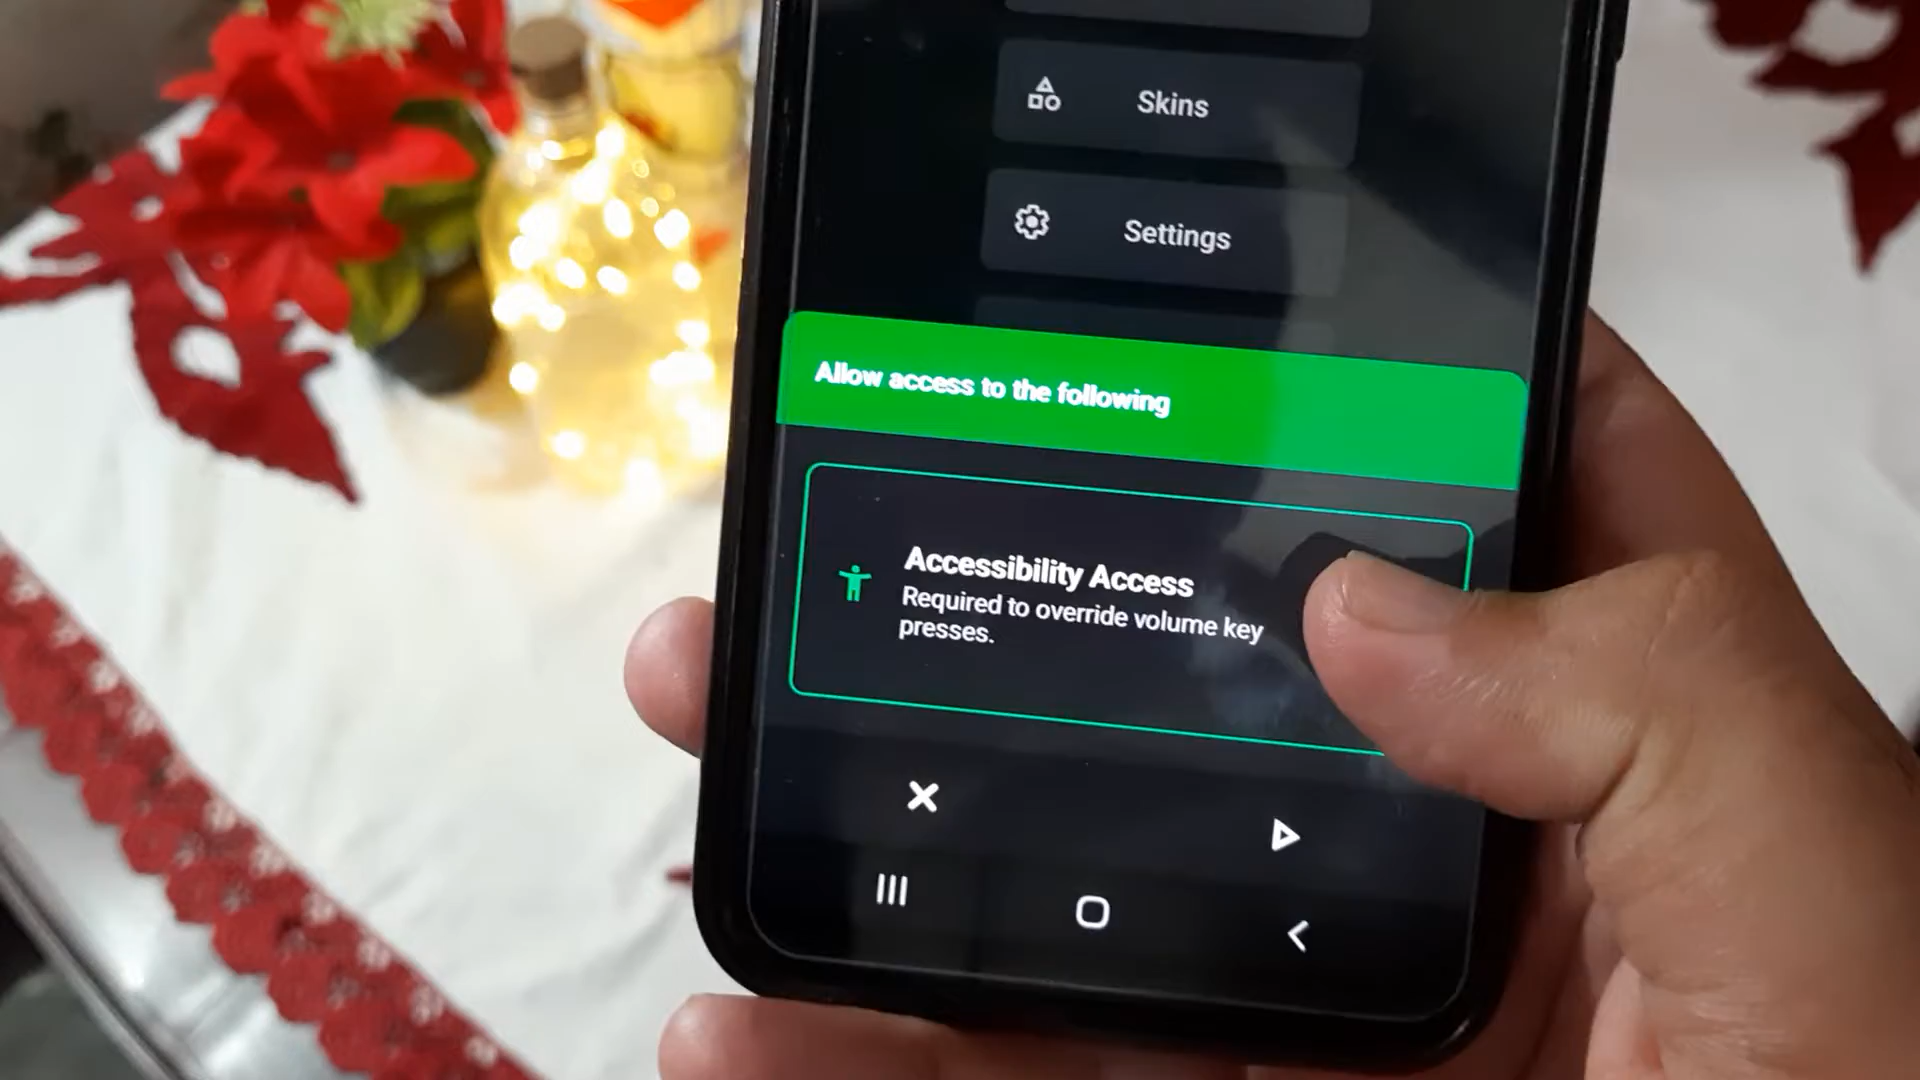 Skins
Settings
Allow access to the following
Accessibility Access
Required to override volume key
presses.